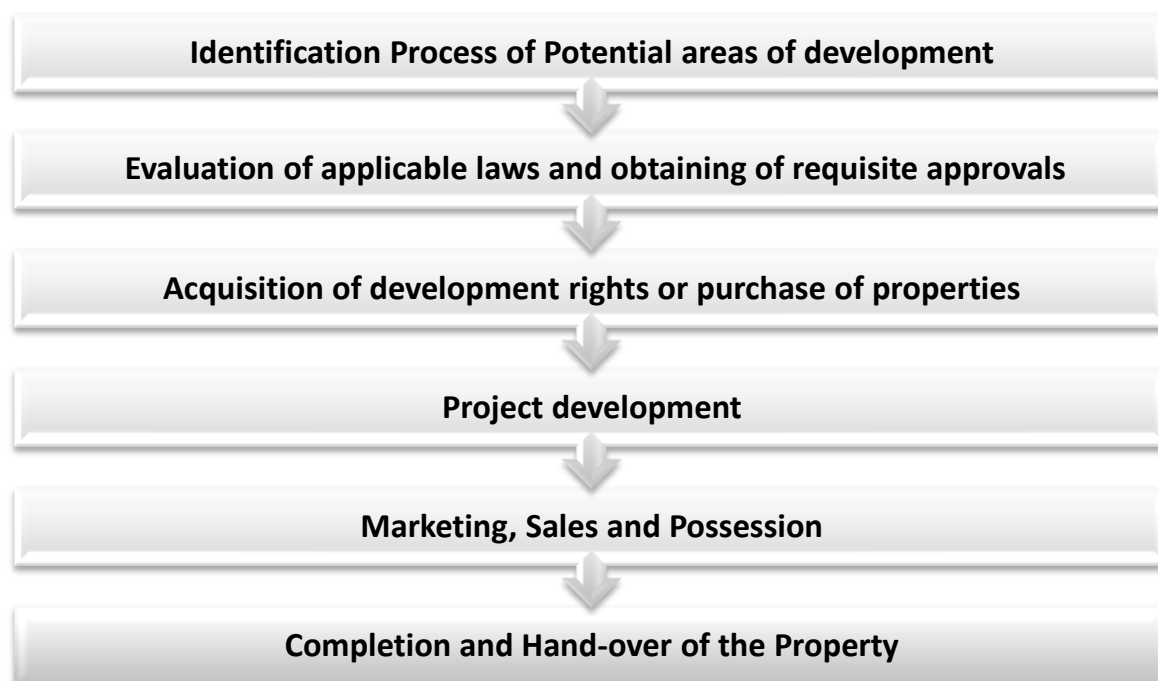 Identification Process of Potential areas of development
Evaluation of applicable laws and obtaining of requisite approvals
Acquisition of development rights or purchase of properties
Project development
Marketing, Sales and Possession
Completion and Hand-over of the Property